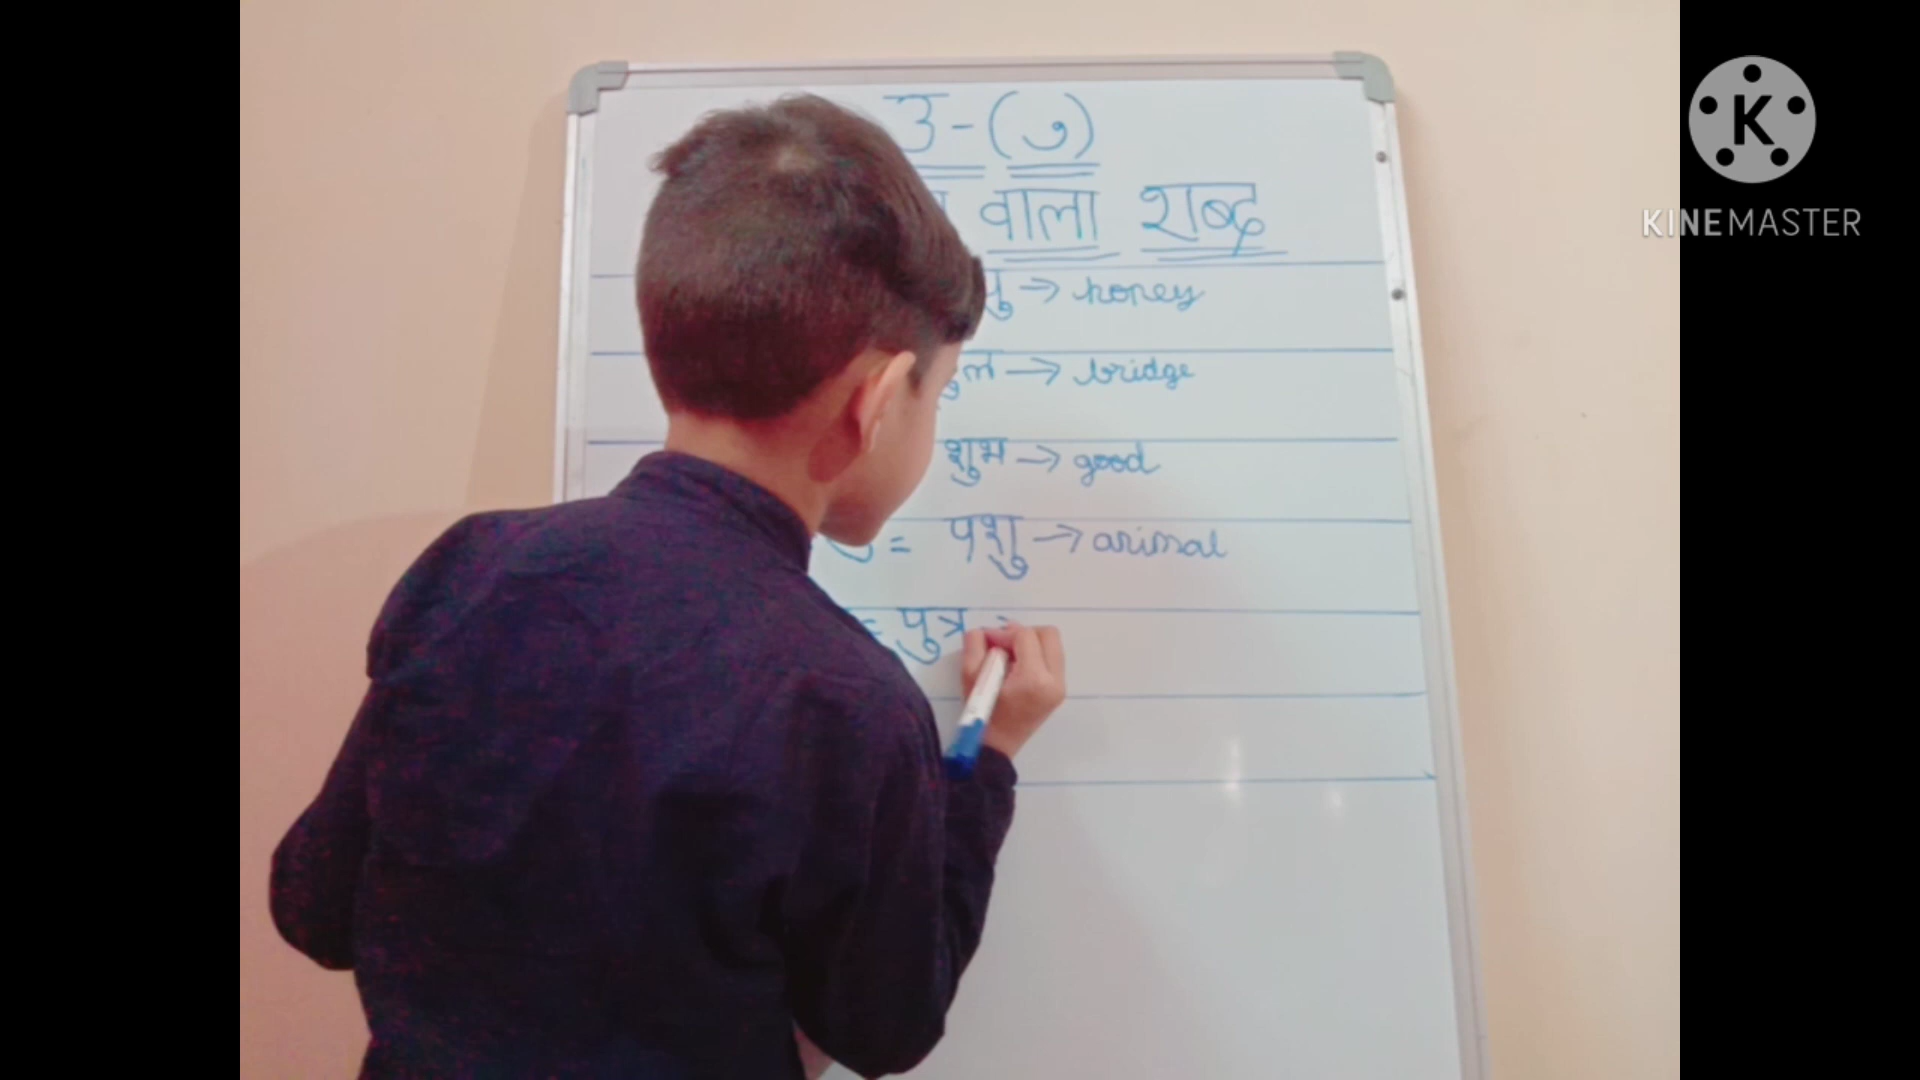 उ - ( ु )
वाला शब्द
→ honey
→ bridge
शुभ → good
= पशु → animal
= पुत्र
K
KINEMASTER